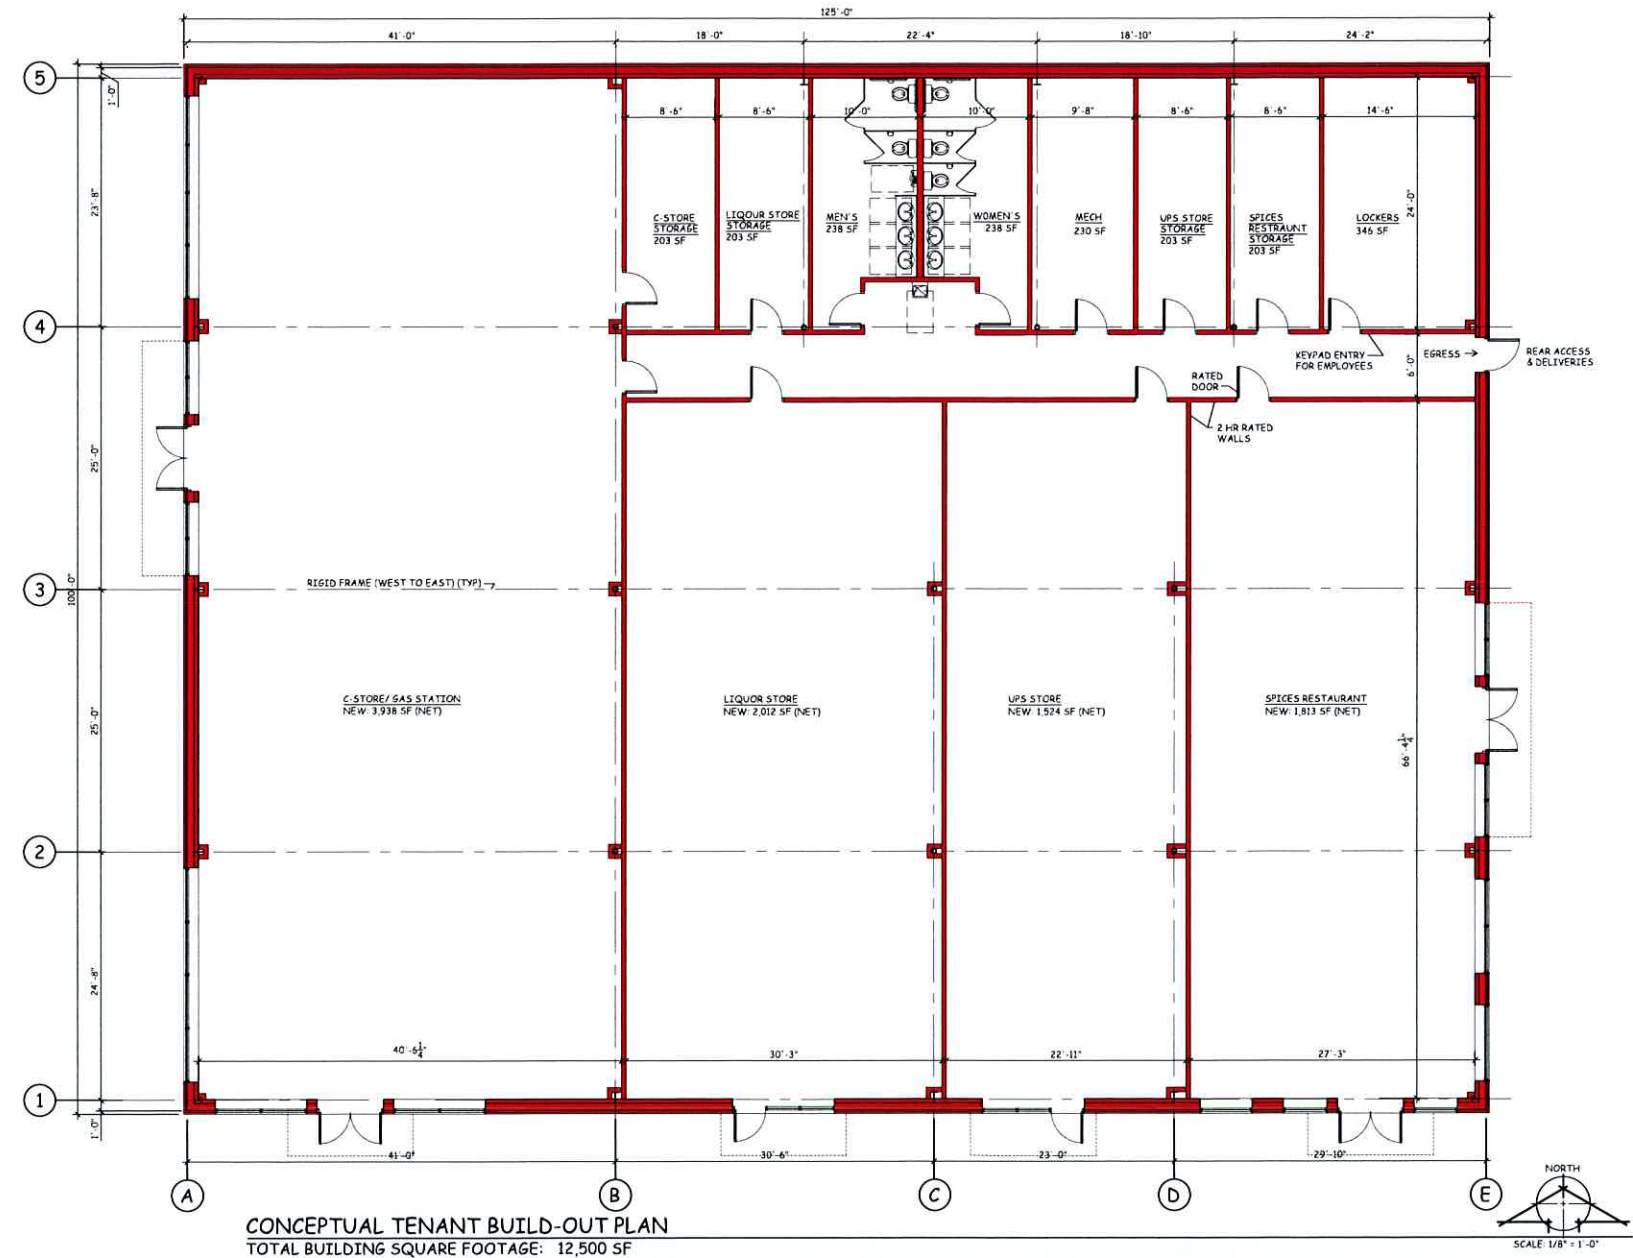 125'-0"
41'-0"
18'-0"
22'-4"
18'-10"
24'-2"
5
1'-0"
8'-6"
8'-6"
10'-0"
10'-0"
9'-8"
8'-6"
8'-6"
14'-6"
23'-8"
24'-0"
C-STORE
STORAGE
203 SF
LIQOUR STORE
STORAGE
203 SF
MEN'S
238 SF
WOMEN'S
238 SF
MECH
230 SF
UPS STORE
STORAGE
203 SF
SPICES
RESTRAUNT
STORAGE
203 SF
LOCKERS
346 SF
4
KEYPAD ENTRY
FOR EMPLOYEES
EGRESS
REAR ACCESS
& DELIVERIES
6'-0"
RATED
DOOR
2 HR RATED
WALLS
25'-0"
3
100'-0"
RIGID FRAME (WEST TO EAST) (TYP)
C-STORE/ GAS STATION
NEW: 3,938 SF (NET)
LIQUOR STORE
NEW: 2,012 SF (NET)
UPS STORE
NEW: 1,524 SF (NET)
SPICES RESTAURANT
NEW: 1,813 SF (NET)
25'-0"
66'-4¼"
2
24'-8"
40'-6¼"
30'-3"
22'-11"
27'-3"
1
1'-0"
41'-0"
30'-6"
23'-0"
29'-10"
A
B
C
D
E
NORTH
SCALE: 1/8" = 1'-0"
CONCEPTUAL TENANT BUILD-OUT PLAN
TOTAL BUILDING SQUARE FOOTAGE: 12,500 SF